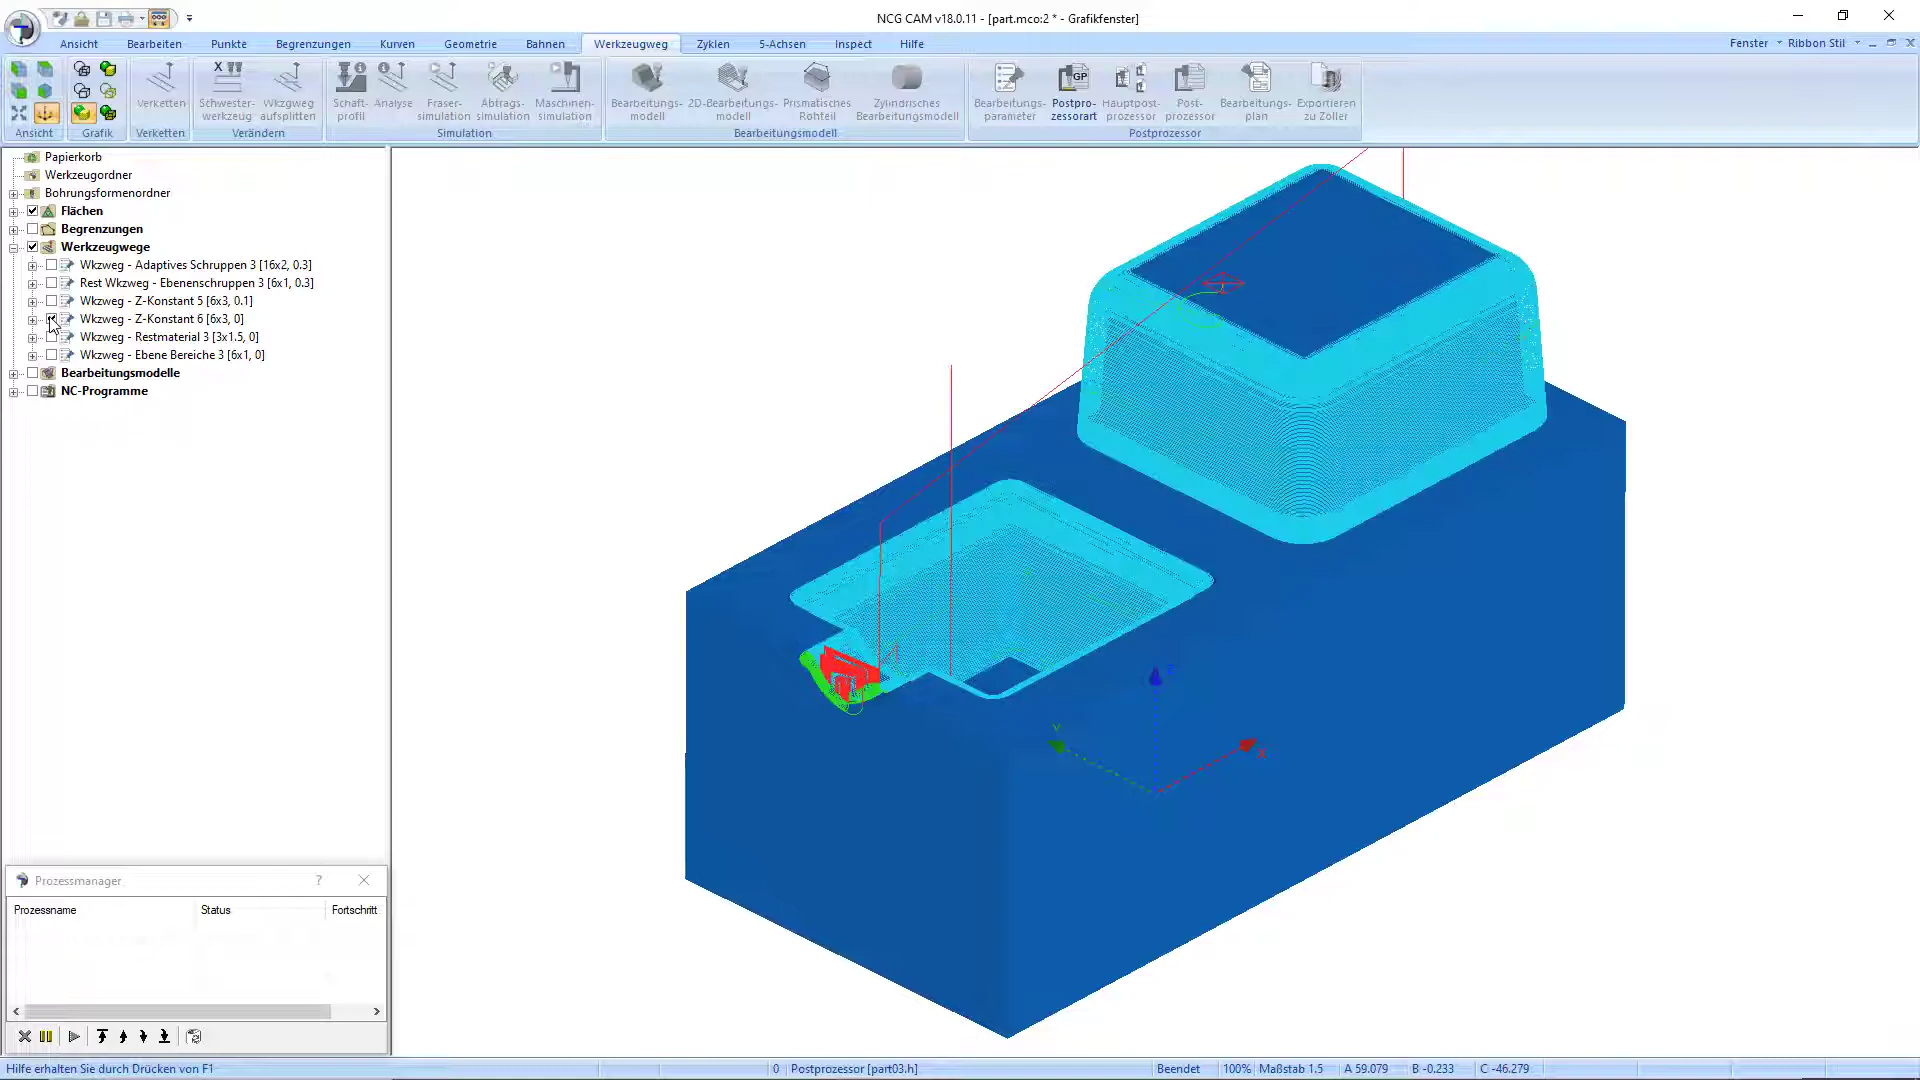 NCG CAM v18.0.11 - [part.mco:2 * - Grafikfenster]
Ansicht Bearbeiten Punkte Begrenzungen Kurven Geometrie Bahnen Werkzeugweg Zyklen 5-Achsen Inspect Hilfe Fenster Ribbon Stil
Verketten
Schwester-werkzeug
Wkzgweg aufsplitten
Schaft-profil
Analyse
Fraser-simulation
Abtrags-simulation
Maschinen-simulation
Bearbeitungs-modell
2D-Bearbeitungs-modell
Prismatisches Rohteil
Zylindrisches Bearbeitungsmodell
Bearbeitungs-parameter
GP
Postpro-zessorart
Hauptpost-prozessor
Post-prozessor
Bearbeitungs-plan
Exportieren zu Zoller
Ansicht Grafik Verketten Verändern Simulation Bearbeitungsmodell Postprozessor
Papierkorb
Werkzeugordner
Bohrungsformenordner
Flächen
Begrenzungen
Werkzeugwege
Wkzweg - Adaptives Schruppen 3 [16x2, 0.3]
Rest Wkzweg - Ebenenschruppen 3 [6x1, 0.3]
Wkzweg - Z-Konstant 5 [6x3, 0.1]
Wkzweg - Z-Konstant 6 [6x3, 0]
Wkzweg - Restmaterial 3 [3x1.5, 0]
Wkzweg - Ebene Bereiche 3 [6x1, 0]
Bearbeitungsmodelle
NC-Programme
Y
X
Prozessmanager ?
Prozessname Status Fortschritt
Hilfe erhalten Sie durch Drücken von F1 0 Postprozessor [part03.h] Beendet 100% Maßstab 1.5 A 59.079 B -0.233 C -46.279